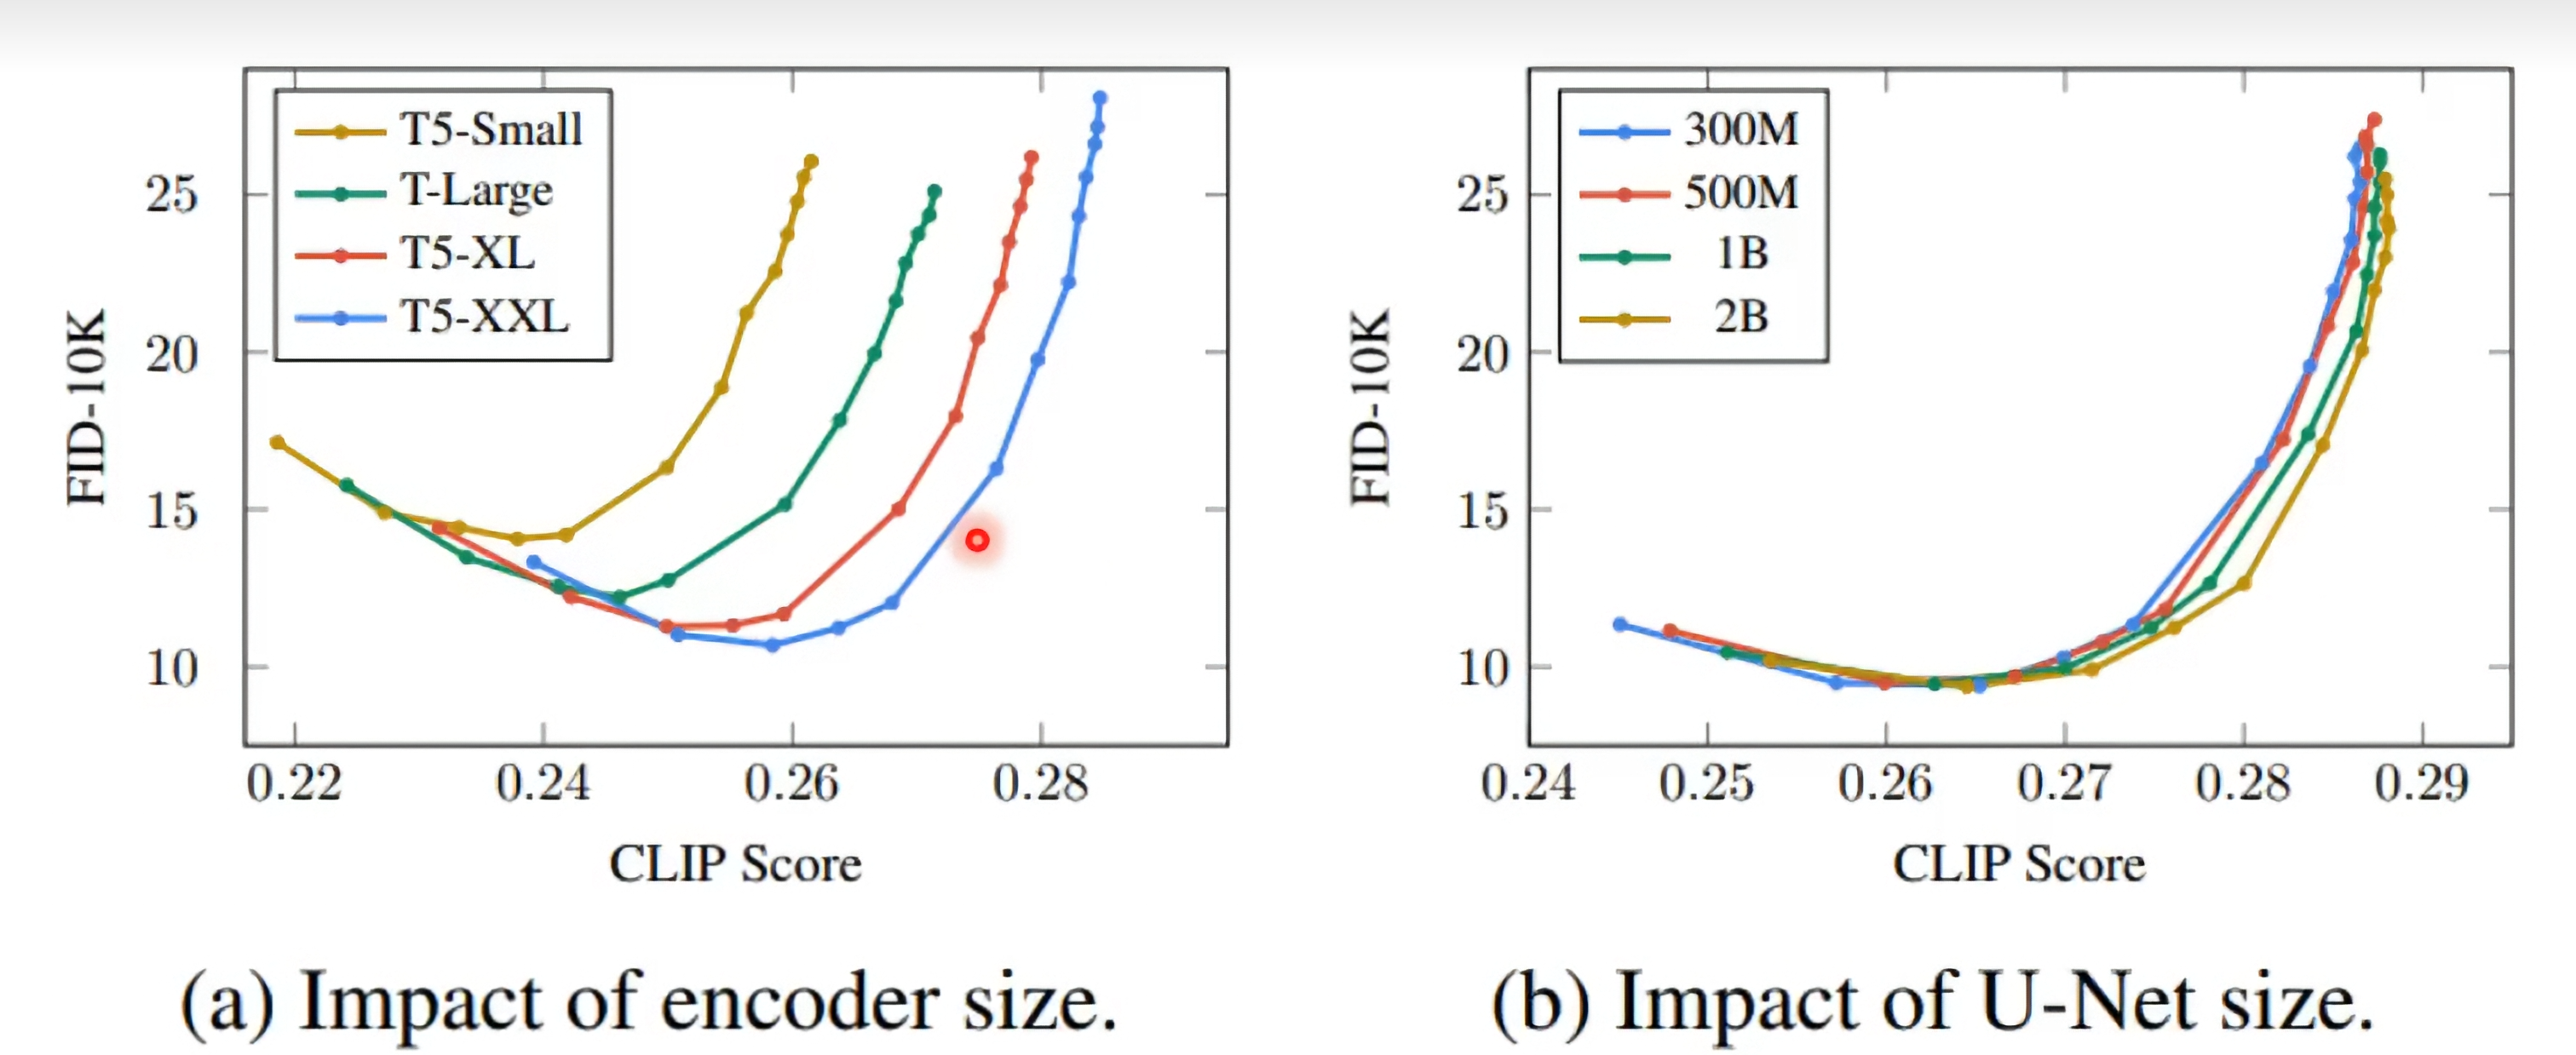 T5-Small
T-Large
T5-XL
T5-XXL
25
20
15
10
FID-10K
0.22 0.24 0.26 0.28
CLIP Score
(a) Impact of encoder size.
300M
500M
1B
2B
25
20
15
10
FID-10K
0.24 0.25 0.26 0.27 0.28 0.29
CLIP Score
(b) Impact of U-Net size.